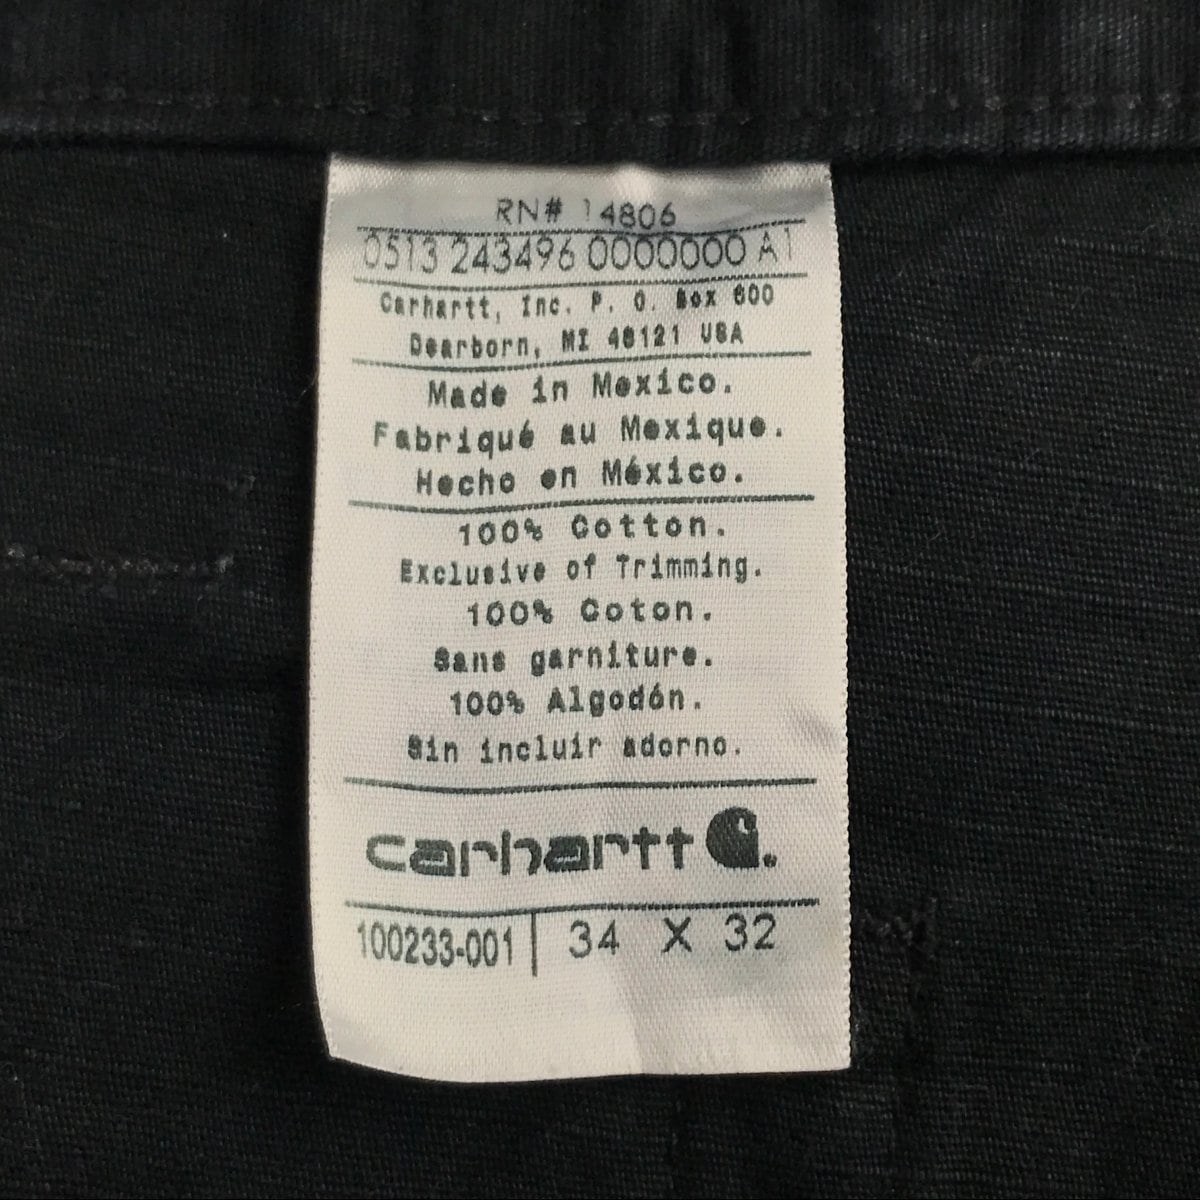 RN# 14806
0513 243496 0000000 A1
Carhartt, Inc. P. O. Box 600
Dearborn, MI 48121 USA
Made in Mexico.
Fabriqué au Mexique.
Hecho en México.
100% Cotton.
Exclusive of Trimming.
100% Coton.
Sans garniture.
100% Algodón.
Sin incluir adorno.
carhartt
100233-001 | 34 X 32